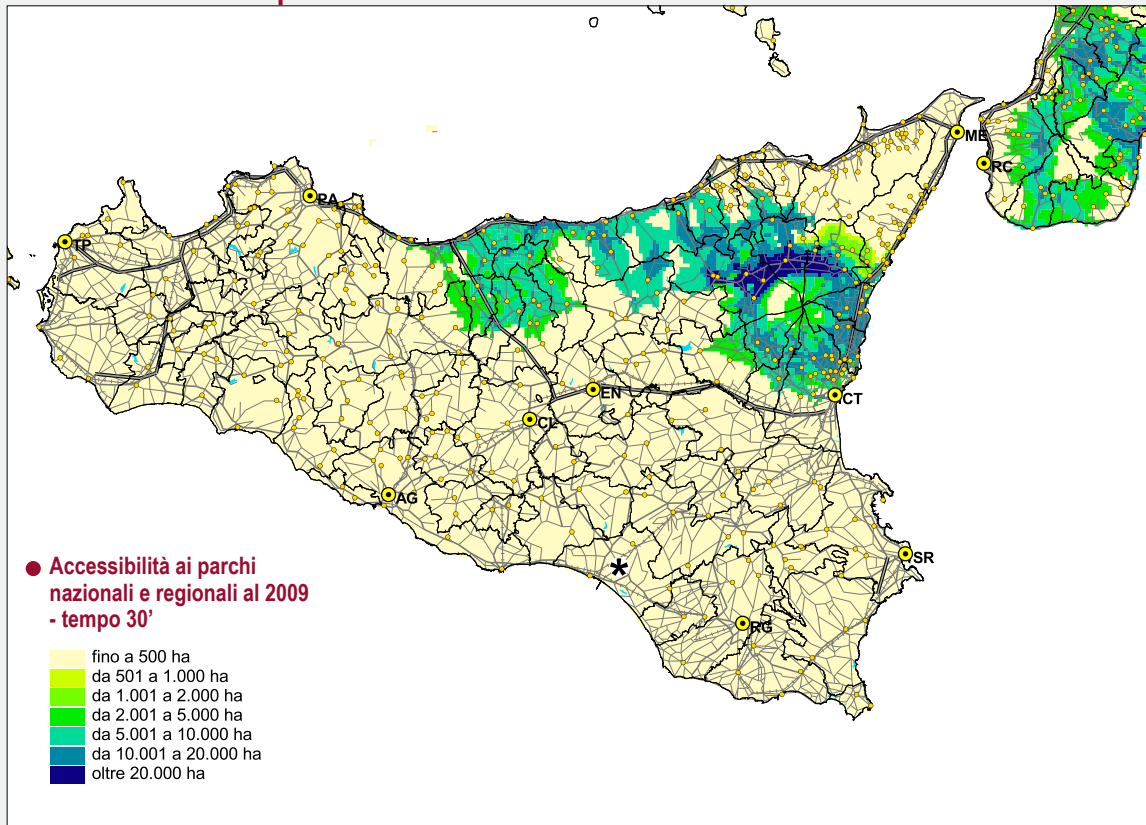 ME
RC
PA
TP
EN
CL
CT
AG
*
SR
RG
● Accessibilità ai parchi
nazionali e regionali al 2009
- tempo 30’
fino a 500 ha
da 501 a 1.000 ha
da 1.001 a 2.000 ha
da 2.001 a 5.000 ha
da 5.001 a 10.000 ha
da 10.001 a 20.000 ha
oltre 20.000 ha